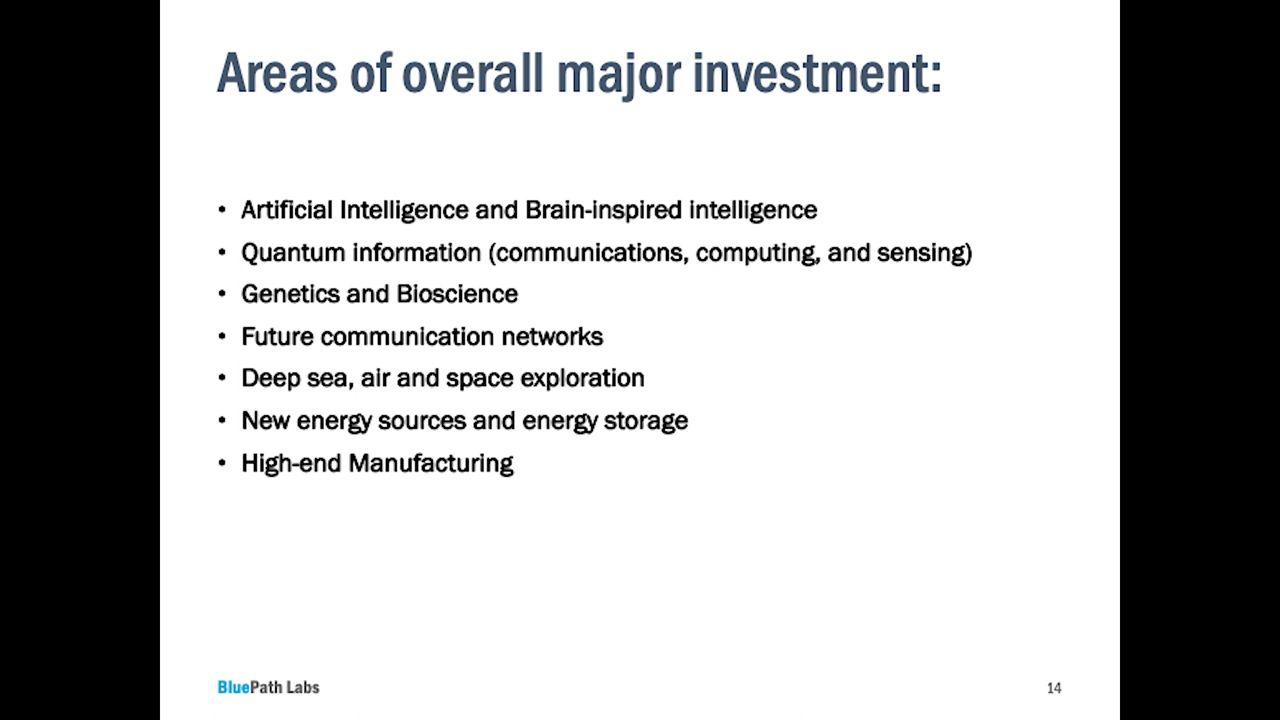 Areas of overall major investment:
• Artificial Intelligence and Brain-inspired intelligence
• Quantum information (communications, computing, and sensing)
• Genetics and Bioscience
• Future communication networks
• Deep sea, air and space exploration
• New energy sources and energy storage
• High-end Manufacturing
BluePath Labs
14